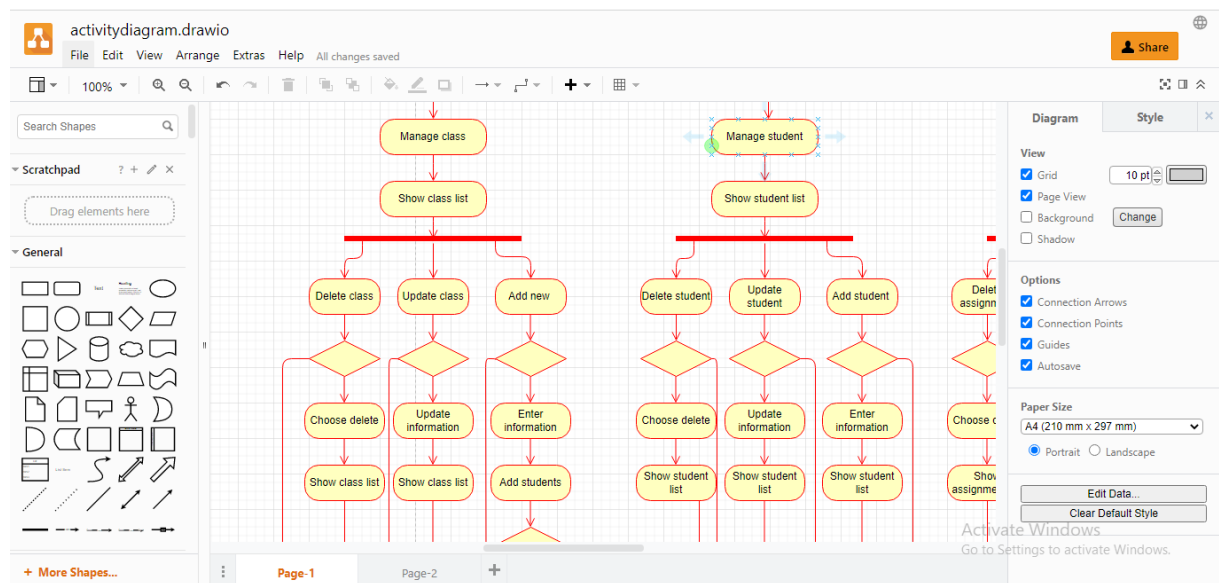 activitydiagram.drawio
File Edit View Arrange Extras Help All changes saved
Share
100%
Search Shapes
Scratchpad ?
Drag elements here
General
Text
+ More Shapes...
Manage class
Show class list
Delete class
Update class
Add new
Choose delete
Update
information
Enter
information
Show class list
Show class list
Add students
Manage student
Show student list
Delete student
Update
student
Add student
Choose delete
Update
information
Enter
information
Show student
list
Show student
list
Show student
list
Delet
assignn
Choose
Show
assignme
Page-1
Page-2
Diagram
Style
View
Grid
10 pt
Page View
Background
Change
Shadow
Options
Connection Arrows
Connection Points
Guides
Autosave
Paper Size
A4 (210 mm x 297 mm)
Portrait
Landscape
Edit Data...
Clear Default Style
Activate Windows
Go to Settings to activate Windows.